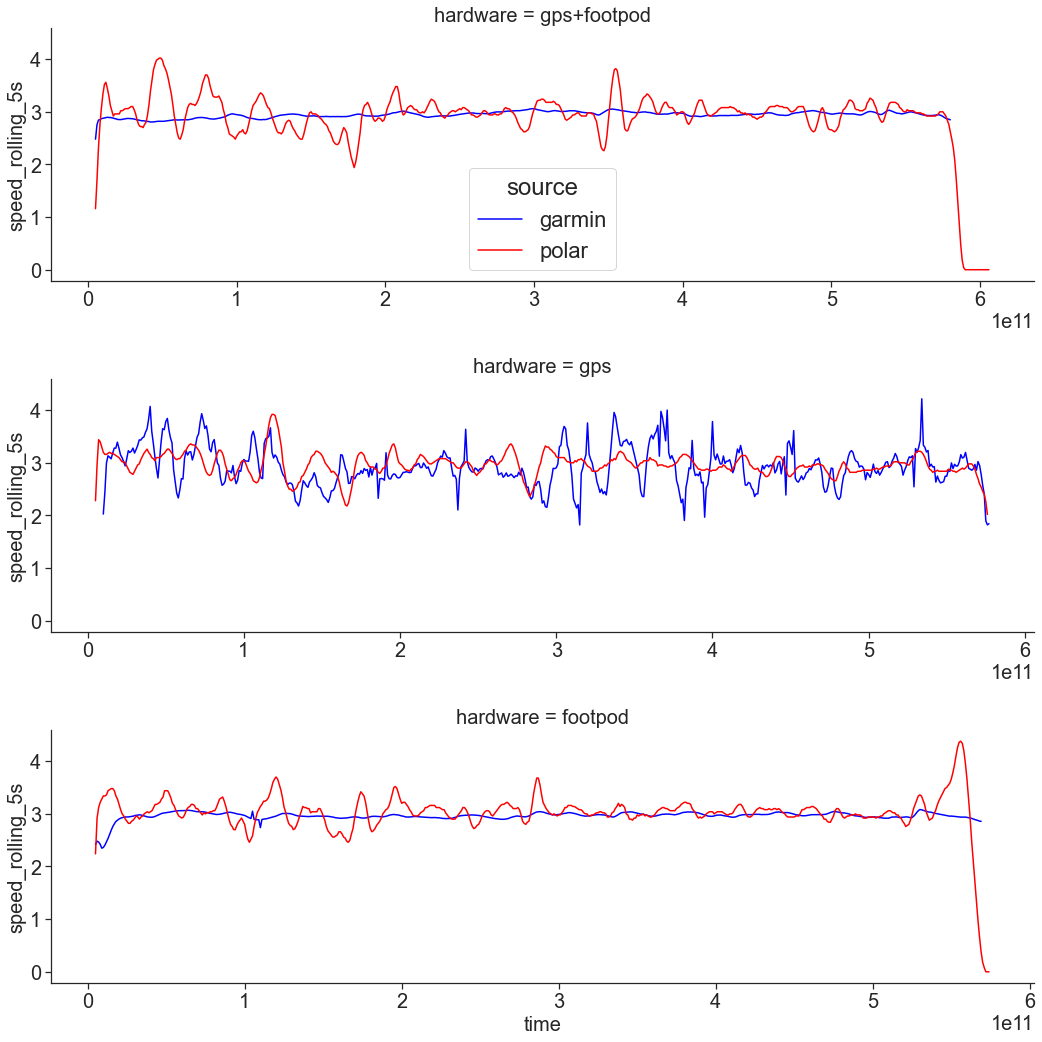 hardware = gps+footpod
speed_rolling_5s
4
3
2
1
0
source
garmin
polar
0 1 2 3 4 5 6
1e11
hardware = gps
speed_rolling_5s
4
3
2
1
0
0 1 2 3 4 5 6
1e11
hardware = footpod
speed_rolling_5s
4
3
2
1
0
0 1 2 3 4 5 6
time
1e11